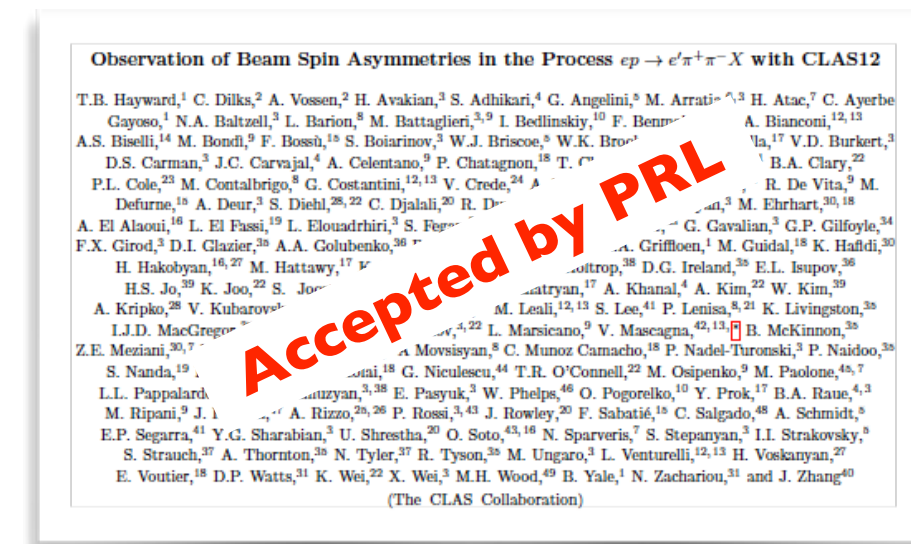 Observation of Beam Spin Asymmetries in the Process ep → e′π⁺π⁻X with CLAS12
T.B. Hayward,¹ C. Dilks,² A. Vossen,² H. Avakian,³ S. Adhikari,⁴ G. Angelini,⁵ M. ³ H. Atac,⁷ C. Ayerbe
Gayoso,¹ N.A. Baltzell,³ L. Barion,⁸ M. Battaglieri,³,⁹ I. Bedlinskiy,¹⁰ F. A. Bianconi,¹²,¹³
A.S. Biselli,¹⁴ M. Bondì,⁹ F. Bossù,¹⁵ S. Boiarinov,³ W.J. Briscoe,⁵ W.K. ¹⁷ V.D. Burkert,³
D.S. Carman,³ J.C. Carvajal,⁴ A. Celentano,⁹ P. Chatagnon,¹⁸ T. B.A. Clary,²²
P.L. Cole,²³ M. Contalbrigo,⁸ G. Costantini,¹²,¹³ V. Crede,²⁴ R. De Vita,⁹ M.
Defurne,¹⁵ A. Deur,³ S. Diehl,²⁸,²² C. Djalali,²⁰ R. ³ M. Ehrhart,³⁰,¹⁸
A. El Alaoui,¹⁶ L. El Fassi,¹⁹ L. Elouadrhiri,³ S. G. Gavalian,³ G.P. Gilfoyle,³⁴
F.X. Girod,³ D.I. Glazier,³⁵ A.A. Golubenko,³⁶ Griffioen,¹ M. Guidal,¹⁸ K. Hafidi,³⁰
H. Hakobyan,¹⁶,²⁷ M. Hattawy,¹⁷ ³⁸ D.G. Ireland,³⁵ E.L. Isupov,³⁶
H.S. Jo,³⁹ K. Joo,²² S. ¹⁷ A. Khanal,⁴ A. Kim,²² W. Kim,³⁹
A. Kripko,²⁸ V. M. Leali,¹²,¹³ S. Lee,⁴¹ P. Lenisa,⁸,²¹ K. Livingston,³⁵
I.J.D. ²² L. Marsicano,⁹ V. Mascagna,⁴²,¹³,* B. McKinnon,³⁵
Z.E. Meziani,³⁰,⁷ Movsisyan,⁸ C. Munoz Camacho,¹⁸ P. Nadel-Turonski,³ P. Naidoo,³⁵
S. Nanda,¹⁹ ¹⁸ G. Niculescu,⁴⁴ T.R. O'Connell,²² M. Osipenko,⁹ M. Paolone,⁴⁵,⁷
L.L. ³,³⁸ E. Pasyuk,³ W. Phelps,⁴⁶ O. Pogorelko,¹⁰ Y. Prok,¹⁷ B.A. Raue,⁴,³
M. Ripani,⁹ J. A. Rizzo,²⁵,²⁶ P. Rossi,³,⁴³ J. Rowley,²⁰ F. Sabatié,¹⁵ C. Salgado,⁴⁸ A. Schmidt,⁵
E.P. Segarra,⁴¹ Y.G. Sharabian,³ U. Shrestha,²⁰ O. Soto,⁴³,¹⁶ N. Sparveris,⁷ S. Stepanyan,³ I.I. Strakovsky,⁵
S. Strauch,³⁷ A. Thornton,³⁵ N. Tyler,³⁷ R. Tyson,³⁵ M. Ungaro,³ L. Venturelli,¹²,¹³ H. Voskanyan,²⁷
E. Voutier,¹⁸ D.P. Watts,³¹ K. Wei,²² X. Wei,³ M.H. Wood,⁴⁹ B. Yale,¹ N. Zachariou,³¹ and J. Zhang⁴⁰
(The CLAS Collaboration)
Accepted by PRL